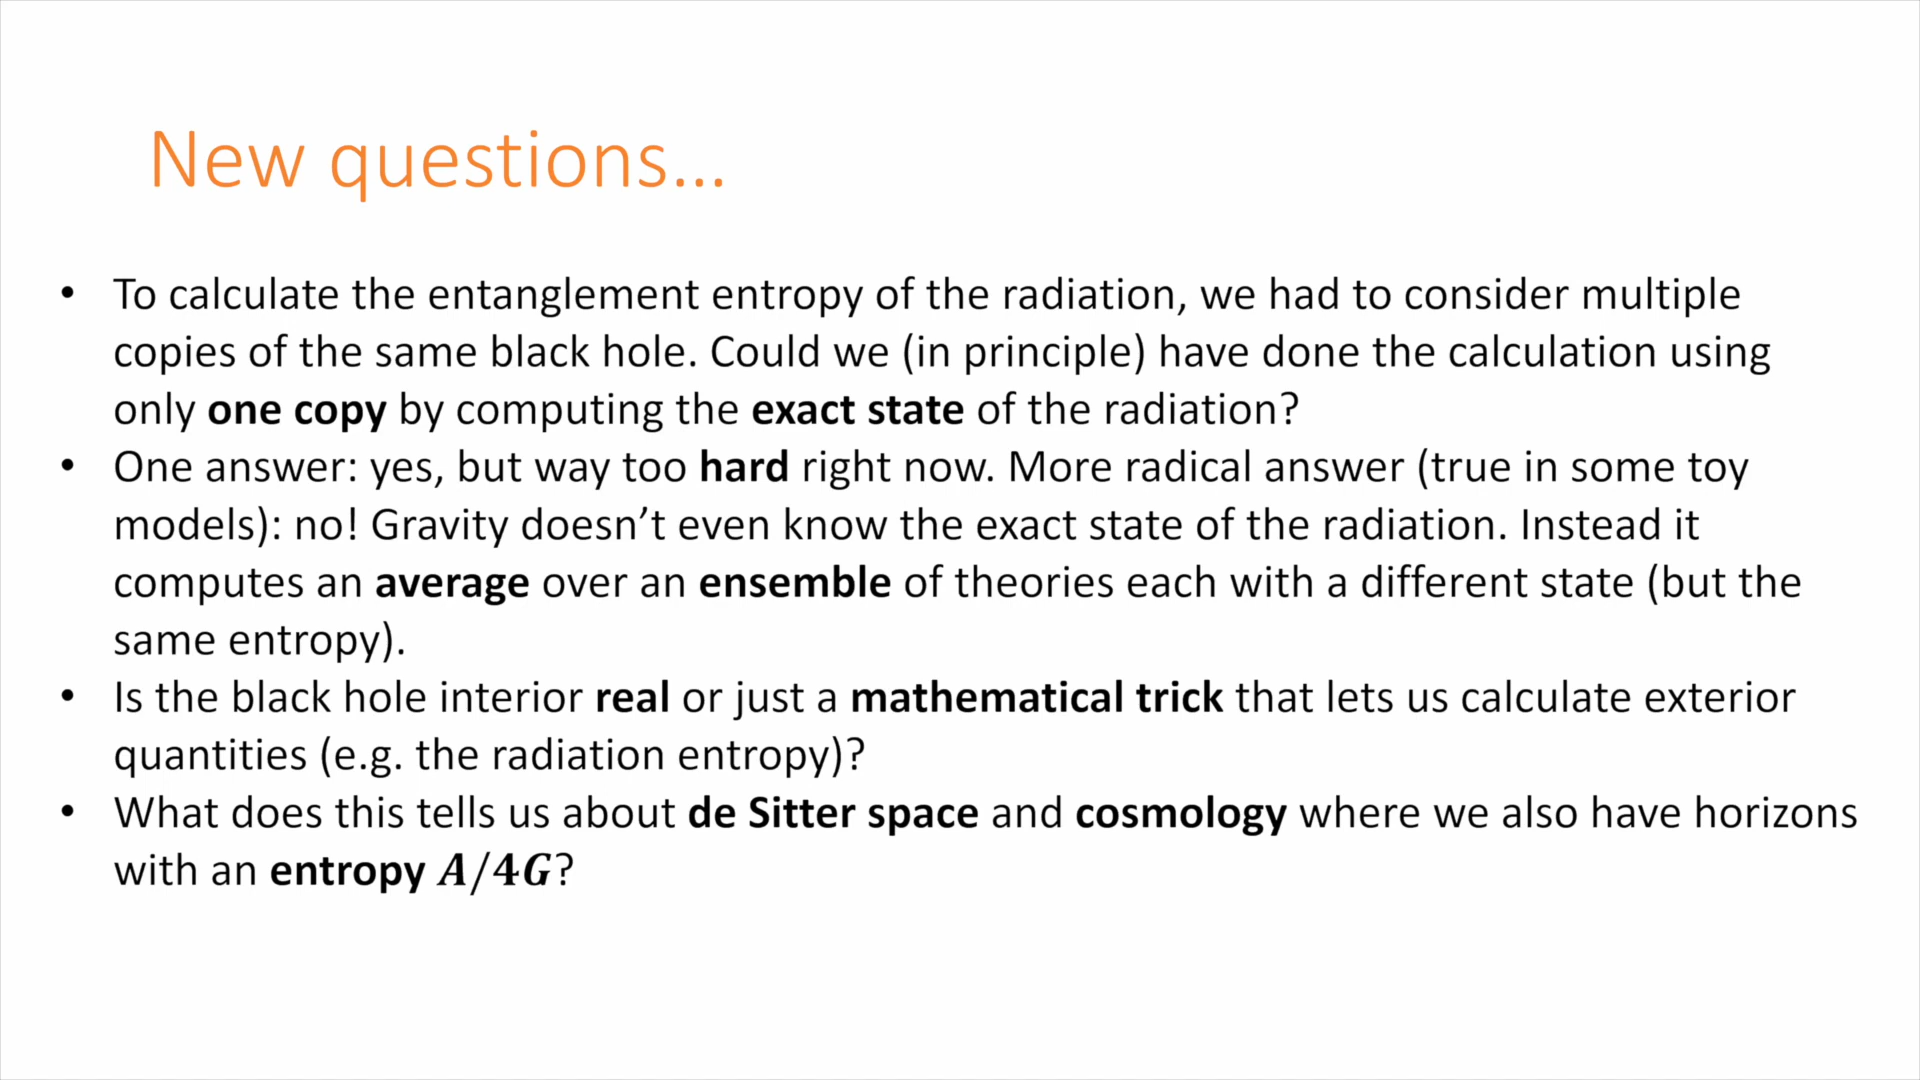 New questions...
• To calculate the entanglement entropy of the radiation, we had to consider multiple
copies of the same black hole. Could we (in principle) have done the calculation using
only one copy by computing the exact state of the radiation?
• One answer: yes, but way too hard right now. More radical answer (true in some toy
models): no! Gravity doesn’t even know the exact state of the radiation. Instead it
computes an average over an ensemble of theories each with a different state (but the
same entropy).
• Is the black hole interior real or just a mathematical trick that lets us calculate exterior
quantities (e.g. the radiation entropy)?
• What does this tells us about de Sitter space and cosmology where we also have horizons
with an entropy A/4G?